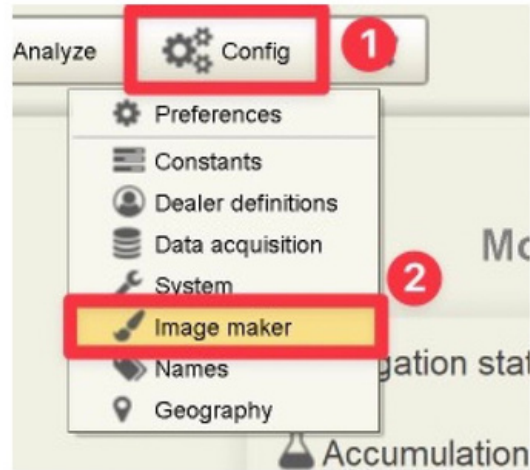 Analyze
Config
1
Preferences
Constants
Dealer definitions
Data acquisition
Mo
2
System
Image maker
Names
gation stat
Geography
Accumulation